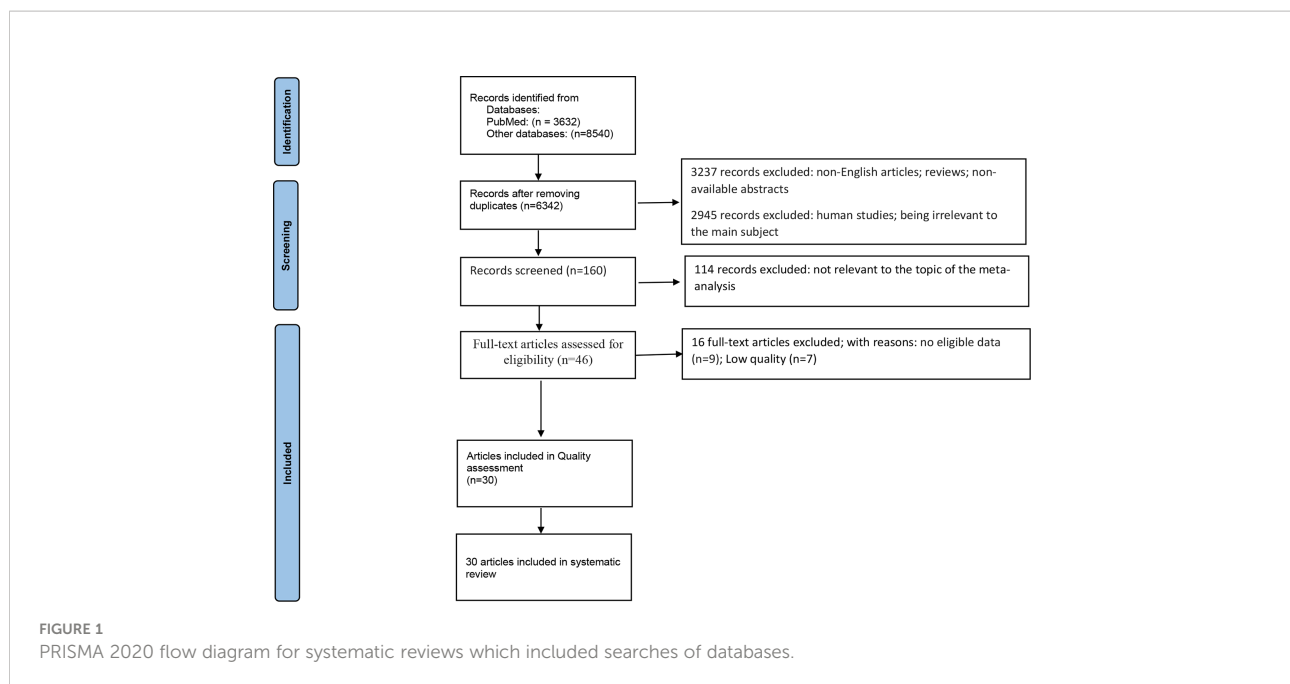 Identification
Records identified from
Databases:
PubMed: (n = 3632)
Other databases: (n=8540)
Screening
Records after removing
duplicates (n=6342)
3237 records excluded: non-English articles; reviews; non-
available abstracts
2945 records excluded: human studies; being irrelevant to
the main subject
Records screened (n=160)
114 records excluded: not relevant to the topic of the meta-
analysis
Included
Full-text articles assessed for
eligibility (n=46)
16 full-text articles excluded; with reasons: no eligible data
(n=9); Low quality (n=7)
Articles included in Quality
assessment
(n=30)
30 articles included in systematic
review
FIGURE 1
PRISMA 2020 flow diagram for systematic reviews which included searches of databases.